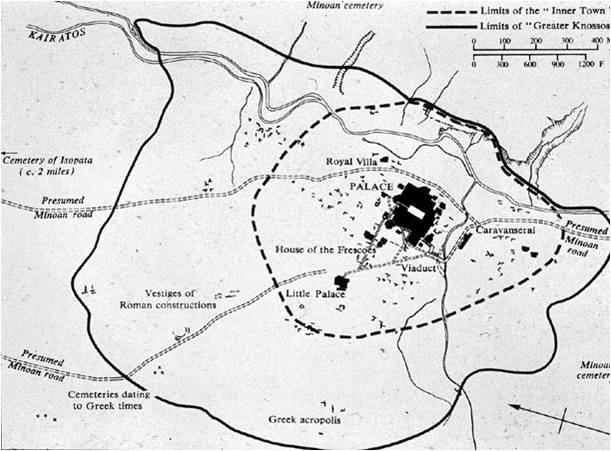 Minoan cemetery
Limits of the "Inner Town"
Limits of "Greater Knossos
KAIRATOS
0 100 200 300 400 M
0 300 600 900 1200 F
Cemetery of Isopata
(c. 2 miles)
Royal Villa
PALACE
Presumed
Minoan road
Caravanserai
Presumed
Minoan
road
House of the Frescoes
Viaduct
Little Palace
Vestiges of
Roman constructions
Presumed
Minoan road
Minoan
cemeter
Cemeteries dating
to Greek times
Greek acropolis